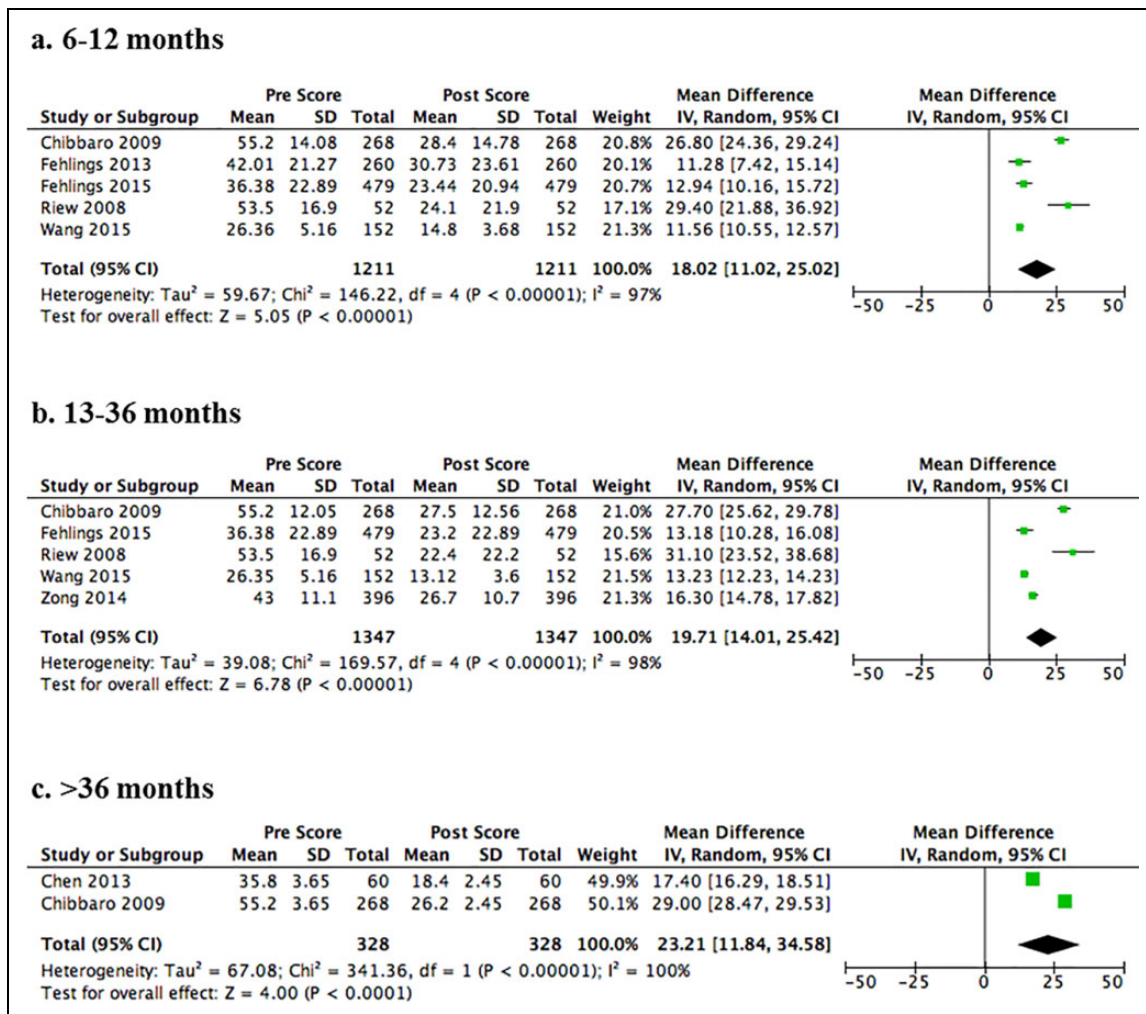 a. 6-12 months
Pre Score Post Score Mean Difference Mean Difference
Study or Subgroup Mean SD Total Mean SD Total Weight IV, Random, 95% CI IV, Random, 95% CI
Chibbaro 2009 55.2 14.08 268 28.4 14.78 268 20.8% 26.80 [24.36, 29.24]
Fehlings 2013 42.01 21.27 260 30.73 23.61 260 20.1% 11.28 [7.42, 15.14]
Fehlings 2015 36.38 22.89 479 23.44 20.94 479 20.7% 12.94 [10.16, 15.72]
Riew 2008 53.5 16.9 52 24.1 21.9 52 17.1% 29.40 [21.88, 36.92]
Wang 2015 26.36 5.16 152 14.8 3.68 152 21.3% 11.56 [10.55, 12.57]
Total (95% CI) 1211 1211 100.0% 18.02 [11.02, 25.02]
Heterogeneity: Tau² = 59.67; Chi² = 146.22, df = 4 (P < 0.00001); I² = 97%
Test for overall effect: Z = 5.05 (P < 0.00001)
-50 -25 0 25 50
b. 13-36 months
Pre Score Post Score Mean Difference Mean Difference
Study or Subgroup Mean SD Total Mean SD Total Weight IV, Random, 95% CI IV, Random, 95% CI
Chibbaro 2009 55.2 12.05 268 27.5 12.56 268 21.0% 27.70 [25.62, 29.78]
Fehlings 2015 36.38 22.89 479 23.2 22.89 479 20.5% 13.18 [10.28, 16.08]
Riew 2008 53.5 16.9 52 22.4 22.2 52 15.6% 31.10 [23.52, 38.68]
Wang 2015 26.35 5.16 152 13.12 3.6 152 21.5% 13.23 [12.23, 14.23]
Zong 2014 43 11.1 396 26.7 10.7 396 21.3% 16.30 [14.78, 17.82]
Total (95% CI) 1347 1347 100.0% 19.71 [14.01, 25.42]
Heterogeneity: Tau² = 39.08; Chi² = 169.57, df = 4 (P < 0.00001); I² = 98%
Test for overall effect: Z = 6.78 (P < 0.00001)
-50 -25 0 25 50
c. >36 months
Pre Score Post Score Mean Difference Mean Difference
Study or Subgroup Mean SD Total Mean SD Total Weight IV, Random, 95% CI IV, Random, 95% CI
Chen 2013 35.8 3.65 60 18.4 2.45 60 49.9% 17.40 [16.29, 18.51]
Chibbaro 2009 55.2 3.65 268 26.2 2.45 268 50.1% 29.00 [28.47, 29.53]
Total (95% CI) 328 328 100.0% 23.21 [11.84, 34.58]
Heterogeneity: Tau² = 67.08; Chi² = 341.36, df = 1 (P < 0.00001); I² = 100%
Test for overall effect: Z = 4.00 (P < 0.0001)
-50 -25 0 25 50